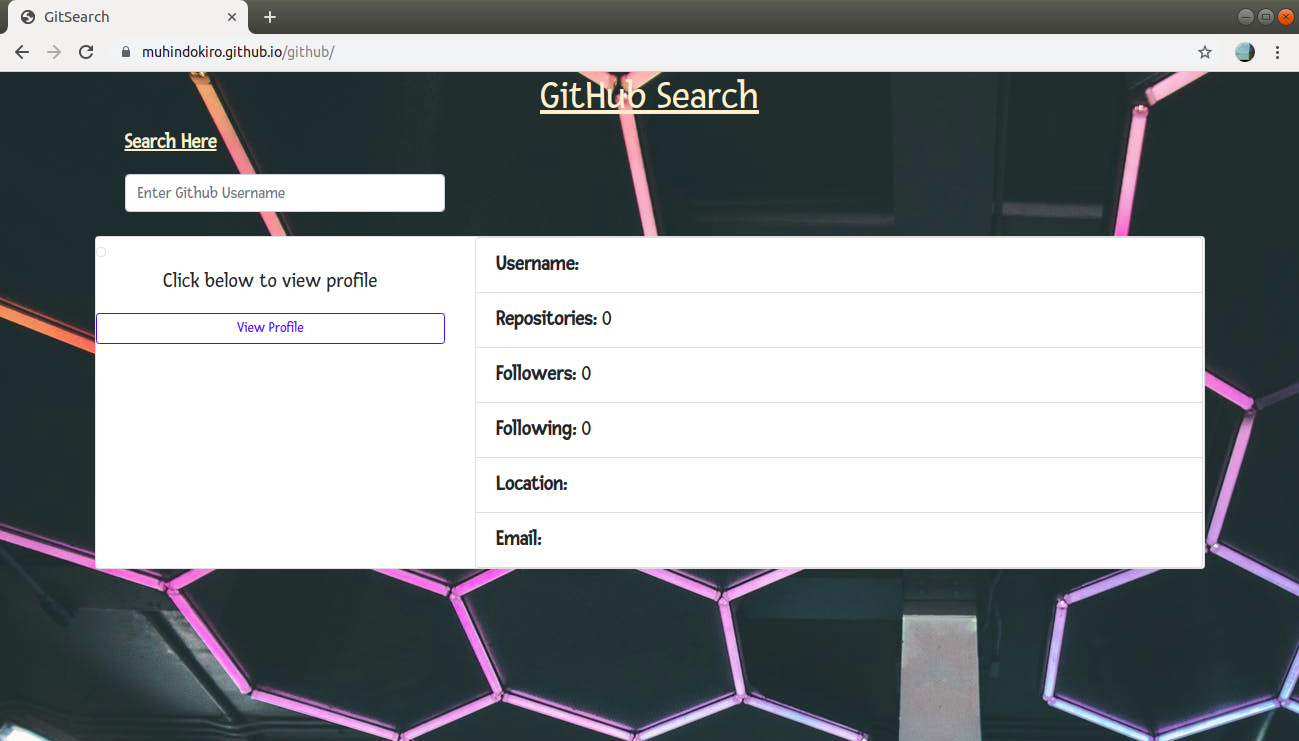 GitSearch
muhindokiro.github.io/github/
GitHub Search
Search Here
Enter Github Username
Click below to view profile
View Profile
Username:
Repositories: 0
Followers: 0
Following: 0
Location:
Email: